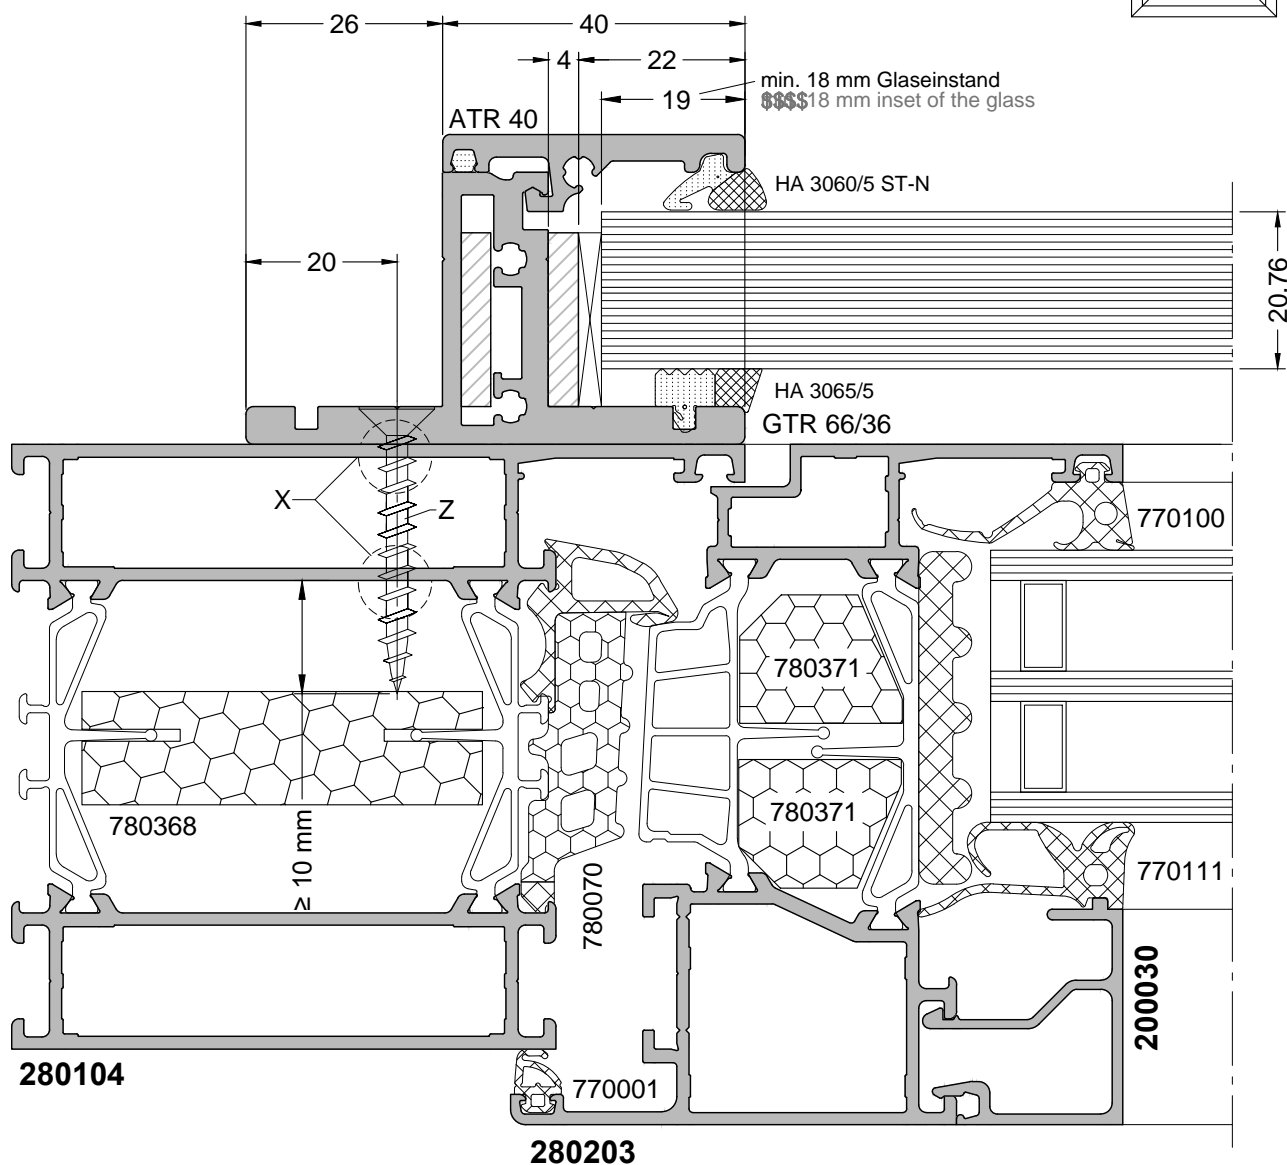 26
40
4
22
min. 18 mm Glaseinstand
19
$$$$18 mm inset of the glass
ATR 40
HA 3060/5 ST-N
20
20,76
HA 3065/5
GTR 66/36
X
Z
770100
780371
780371
780368
≥ 10 mm
780070
770111
200030
280104
770001
280203